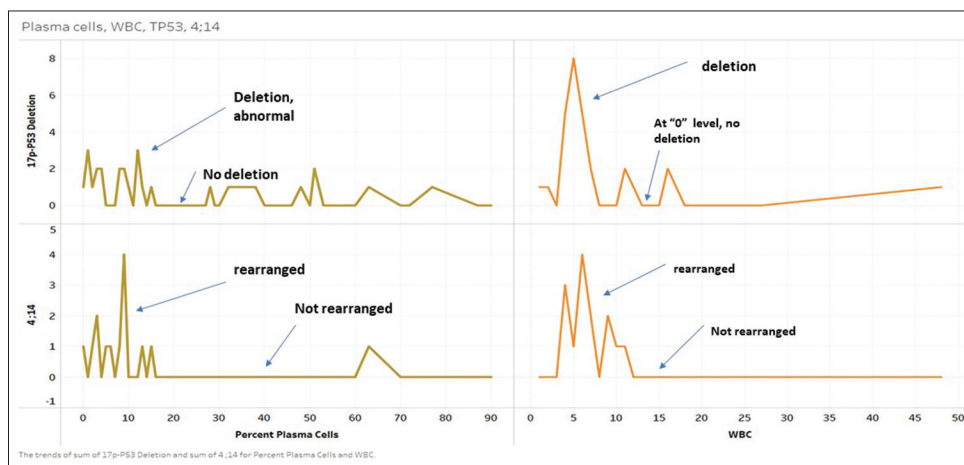 Plasma cells, WBC, TP53, 4;14
17p-P53 Deletion
8
6
4
2
0
Deletion,
abnormal
No deletion
deletion
At “0” level, no
deletion
4;14
5
4
3
2
1
0
-1
rearranged
Not rearranged
rearranged
Not rearranged
0 10 20 30 40 50 60 70 80 90
0 5 10 15 20 25 30 35 40 45 50
Percent Plasma Cells
WBC
The trends of sum of 17p-P53 Deletion and sum of 4 ;14 for Percent Plasma Cells and WBC.